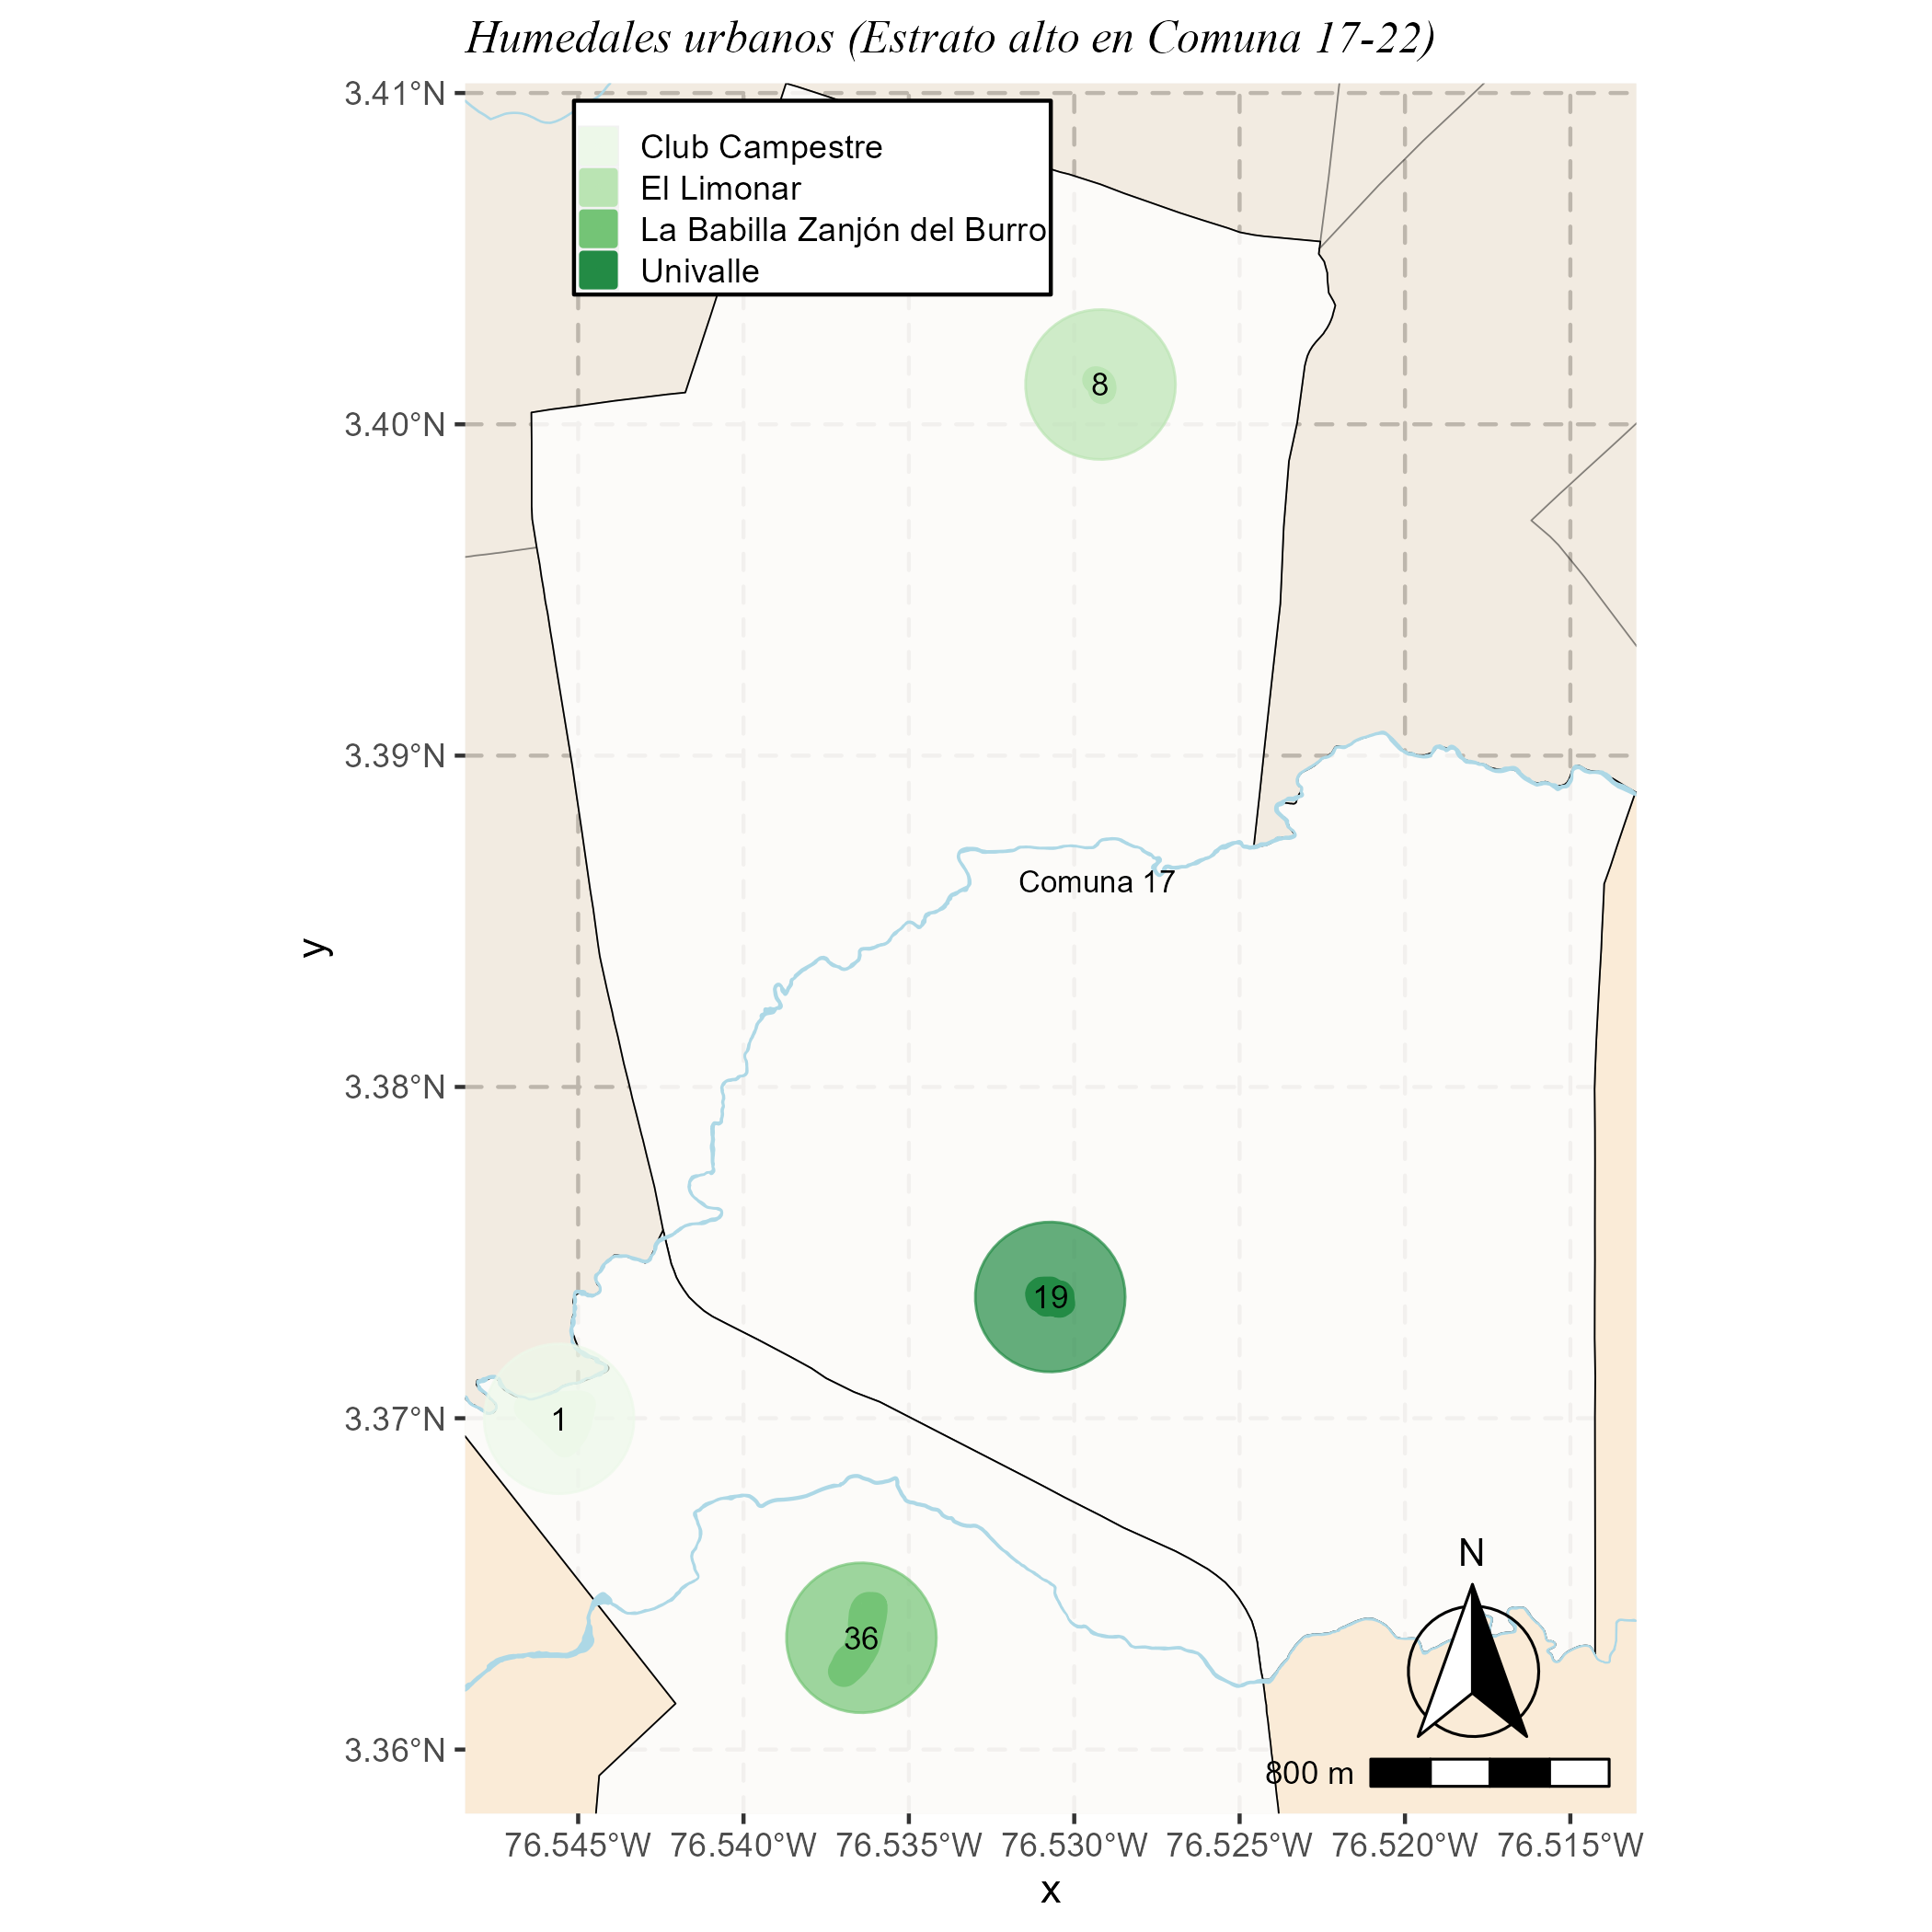 Humedales urbanos (Estrato alto en Comuna 17-22)
3.41°N
Club Campestre
El Limonar
La Babilla Zanjón del Burro
Univalle
8
3.40°N
3.39°N
Comuna 17
y
3.38°N
19
3.37°N
1
N
36
3.36°N
800 m
76.545°W 76.540°W 76.535°W 76.530°W 76.525°W 76.520°W 76.515°W
x